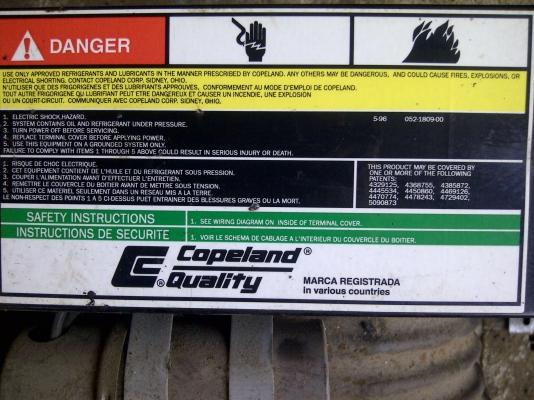 DANGER
USE ONLY APPROVED REFRIGERANTS AND LUBRICANTS IN THE MANNER PRESCRIBED BY COPELAND. ANY OTHERS MAY BE DANGEROUS, AND COULD CAUSE FIRES, EXPLOSIONS, OR
ELECTRICAL SHORTING. CONTACT COPELAND CORP. SIDNEY, OHIO.
N'UTILISER QUE DES FRIGORIGENES ET DES LUBRIFIANTS APPROUVES, CONFORMEMENT AU MODE D'EMPLOI DE COPELAND.
TOUT AUTRE FRIGORIGENE OU LUBRIFIANT PEUT ETRE DANGEREUX ET CAUSER UN INCENDIE, UNE EXPLOSION
OU UN COURT-CIRCUIT. COMMUNIQUER AVEC COPELAND CORP. SIDNEY, OHIO.
1. ELECTRIC SHOCK HAZARD. 5-96 052-1809-00
2. SYSTEM CONTAINS OIL AND REFRIGERANT UNDER PRESSURE.
3. TURN POWER OFF BEFORE SERVICING.
4. REPLACE TERMINAL COVER BEFORE APPLYING POWER.
5. USE THIS EQUIPMENT ON A GROUNDED SYSTEM ONLY.
FAILURE TO COMPLY WITH ITEMS 1 THROUGH 5 ABOVE COULD RESULT IN SERIOUS INJURY OR DEATH.
1. RISQUE DE CHOC ELECTRIQUE.
2. CET EQUIPEMENT CONTIENT DE L'HUILE ET DU REFRIGERANT SOUS PRESSION.
3. COUPER L'ALIMENTATION AVANT D'EFFECTUER L'ENTRETIEN.
4. REMETTRE LE COUVERCLE DU BOITIER AVANT DE METTRE SOUS TENSION.
5. UTILISER CE MATERIEL SEULEMENT DANS UN RESEAU MIS A LA TERRE.
LE NON-RESPECT DES POINTS 1 A 5 CI-DESSUS PUET ENTRAINER DES BLESSURES GRAVES OU LA MORT.
THIS PRODUCT MAY BE COVERED BY
ONE OR MORE OF THE FOLLOWING
PATENTS:
4329125, 4368755, 4385872,
4445534, 4450860, 4469126,
4470774, 4478243, 4729402,
5090873
SAFETY INSTRUCTIONS
1. SEE WIRING DIAGRAM ON INSIDE OF TERMINAL COVER.
INSTRUCTIONS DE SECURITE
1. VOIR LE SCHEMA DE CABLAGE A L'INTERIEUR DU COUVERCLE DU BOITIER.
Copeland®
® Quality
MARCA REGISTRADA
in various countries